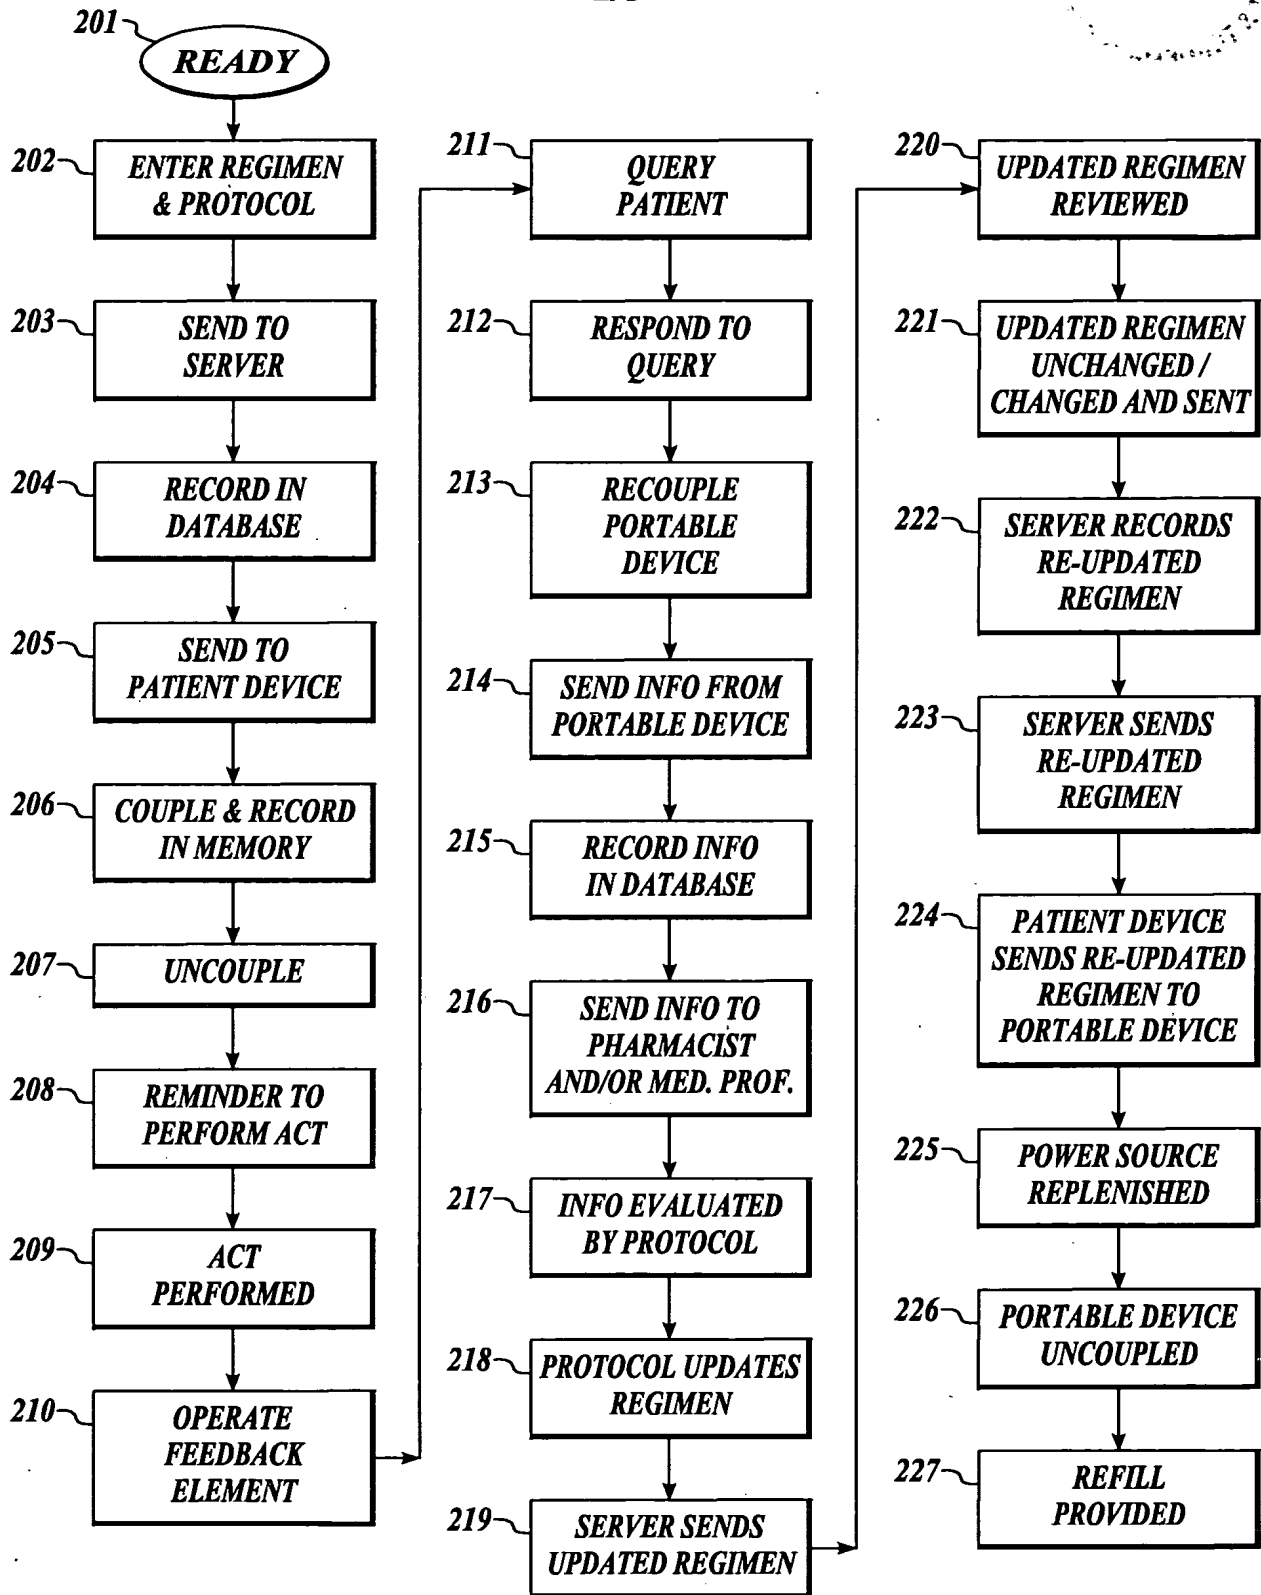 201
READY
202
ENTER REGIMEN
& PROTOCOL
203
SEND TO
SERVER
204
RECORD IN
DATABASE
205
SEND TO
PATIENT DEVICE
206
COUPLE & RECORD
IN MEMORY
207
UNCOUPLE
208
REMINDER TO
PERFORM ACT
209
ACT
PERFORMED
210
OPERATE
FEEDBACK
ELEMENT
211
QUERY
PATIENT
212
RESPOND TO
QUERY
213
RECOUPLE
PORTABLE
DEVICE
214
SEND INFO FROM
PORTABLE DEVICE
215
RECORD INFO
IN DATABASE
216
SEND INFO TO
PHARMACIST
AND/OR MED. PROF.
217
INFO EVALUATED
BY PROTOCOL
218
PROTOCOL UPDATES
REGIMEN
219
SERVER SENDS
UPDATED REGIMEN
220
UPDATED REGIMEN
REVIEWED
221
UPDATED REGIMEN
UNCHANGED /
CHANGED AND SENT
222
SERVER RECORDS
RE-UPDATED
REGIMEN
223
SERVER SENDS
RE-UPDATED
REGIMEN
224
PATIENT DEVICE
SENDS RE-UPDATED
REGIMEN TO
PORTABLE DEVICE
225
POWER SOURCE
REPLENISHED
226
PORTABLE DEVICE
UNCOUPLED
227
REFILL
PROVIDED